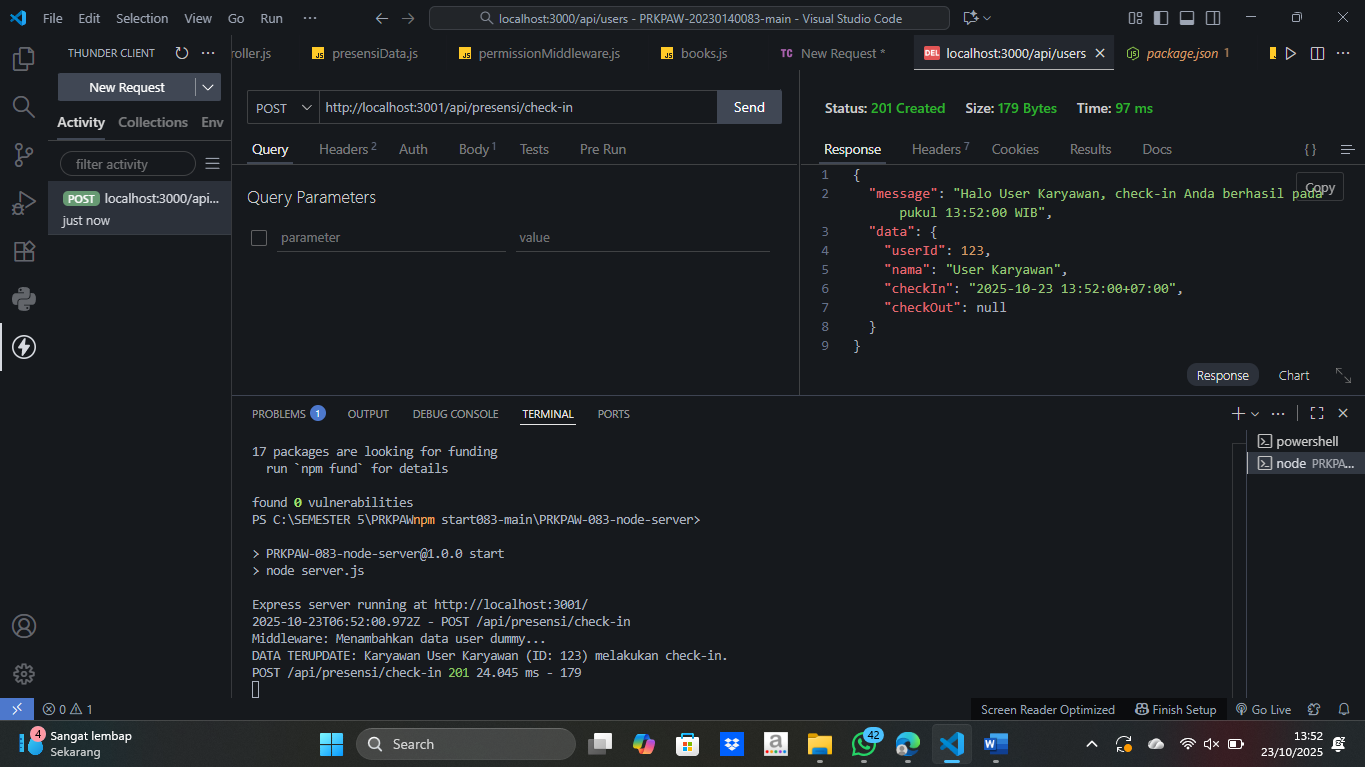 File Edit Selection View Go Run ··· localhost:3000/api/users - PRKPAW-20230140083-main - Visual Studio Code
THUNDER CLIENT ···
New Request
Activity Collections Env
filter activity
POST localhost:3000/api...
just now
roller.js JS presensiData.js JS permissionMiddleware.js JS books.js TC New Request * DEL localhost:3000/api/users JS package.json 1 ···
POST http://localhost:3001/api/presensi/check-in Send
Query Headers 2 Auth Body 1 Tests Pre Run
Query Parameters
parameter value
Status: 201 Created Size: 179 Bytes Time: 97 ms
Response Headers 7 Cookies Results Docs { }
Copy
1 {
2 "message": "Halo User Karyawan, check-in Anda berhasil pada
pukul 13:52:00 WIB",
3 "data": {
4 "userId": 123,
5 "nama": "User Karyawan",
6 "checkIn": "2025-10-23 13:52:00+07:00",
7 "checkOut": null
8 }
9 }
Response Chart
PROBLEMS 1 OUTPUT DEBUG CONSOLE TERMINAL PORTS ···
powershell
node PRKPA...
17 packages are looking for funding
run `npm fund` for details
found 0 vulnerabilities
PS C:\SEMESTER 5\PRKPAWnpm start083-main\PRKPAW-083-node-server>
> PRKPAW-083-node-server@1.0.0 start
> node server.js
Express server running at http://localhost:3001/
2025-10-23T06:52:00.972Z - POST /api/presensi/check-in
Middleware: Menambahkan data user dummy...
DATA TERUPDATE: Karyawan User Karyawan (ID: 123) melakukan check-in.
POST /api/presensi/check-in 201 24.045 ms - 179
0 1 Screen Reader Optimized Finish Setup Go Live
4 Sangat lembap
Sekarang
Search
a
42
W
13:52
23/10/2025